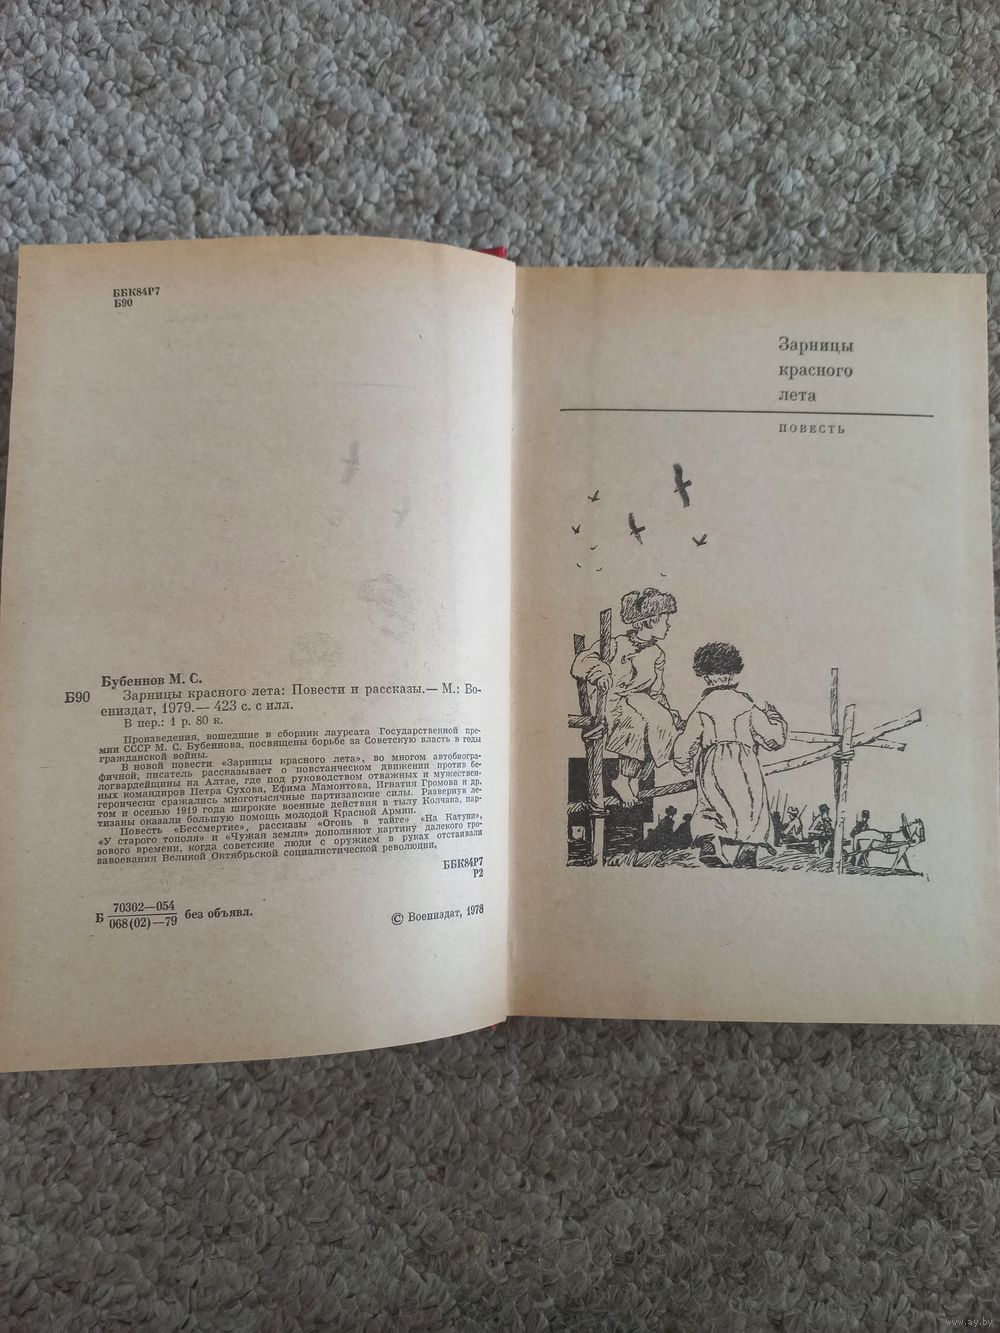 ББК84Р7
Б90
Бубеннов М. С.
Б90 Зарницы красного лета: Повести и рассказы.— М.: Во-
ениздат, 1979.— 423 с. с илл.
В пер.: 1 р. 80 к.
Произведения, вошедшие в сборник лауреата Государственной пре-
мии СССР М. С. Бубеннова, посвящены борьбе за Советскую власть в годы
гражданской войны.
В новой повести «Зарницы красного лета», во многом автобиогра-
фичной, писатель рассказывает о повстанческом движении против бе-
логвардейщины на Алтае, где под руководством отважных и мужествен-
ных командиров Петра Сухова, Ефима Мамонтова, Игнатия Громова и др.
героически сражались многотысячные партизанские силы. Развернув ле-
том и осенью 1919 года широкие военные действия в тылу Колчака, пар-
тизаны оказали большую помощь молодой Красной Армии.
Повесть «Бессмертие», рассказы «Огонь в тайге» «На Катуни»,
«У старого тополя» и «Чужая земля» дополняют картину далекого гро-
зового времени, когда советские люди с оружием в руках отстаивали
завоевания Великой Октябрьской социалистической революции.
ББК84Р7
Р2
Б 70302—054
068(02)—79 без объявл.
© Воениздат, 1978
Зарницы
красного
лета
ПОВЕСТЬ
www.ay.by